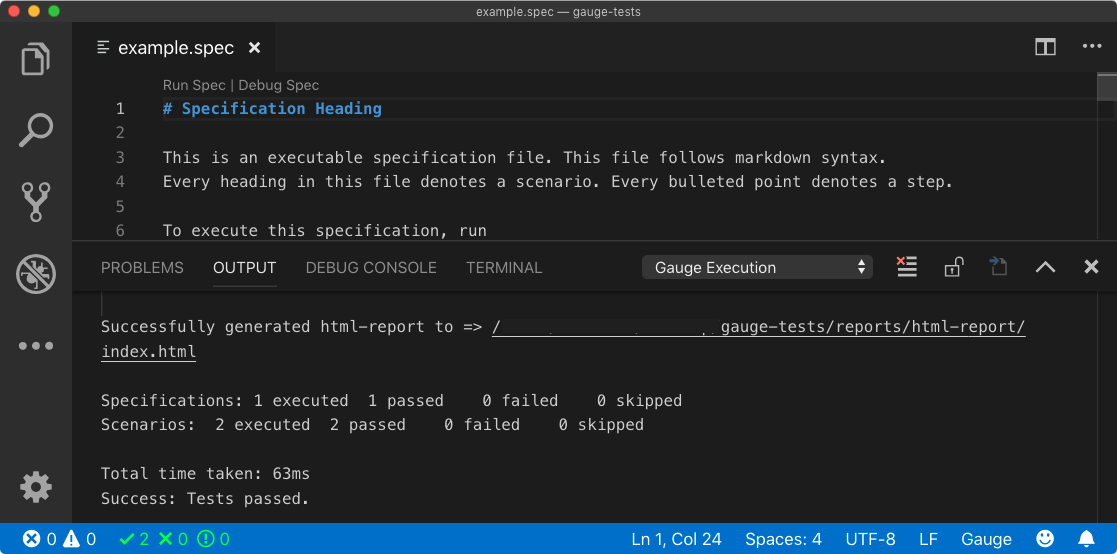 example.spec — gauge-tests
example.spec
Run Spec | Debug Spec
1 # Specification Heading
2
3 This is an executable specification file. This file follows markdown syntax.
4 Every heading in this file denotes a scenario. Every bulleted point denotes a step.
5
6 To execute this specification, run
PROBLEMS OUTPUT DEBUG CONSOLE TERMINAL Gauge Execution
Successfully generated html-report to => / gauge-tests/reports/html-report/
index.html
Specifications: 1 executed 1 passed 0 failed 0 skipped
Scenarios: 2 executed 2 passed 0 failed 0 skipped
Total time taken: 63ms
Success: Tests passed.
0 0 2 0 0 Ln 1, Col 24 Spaces: 4 UTF-8 LF Gauge